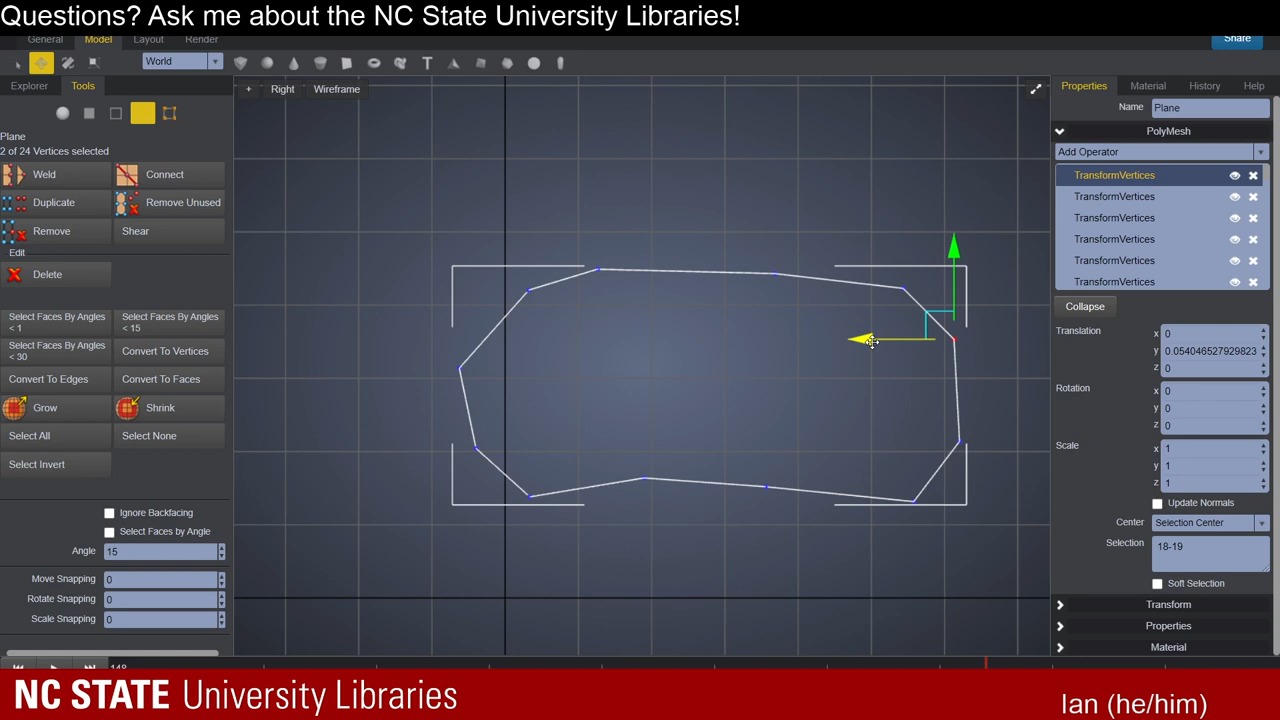 Questions? Ask me about the NC State University Libraries!
General Model Layout Render Share
World
Explorer Tools + Right Wireframe Properties Material History Help
Name Plane
PolyMesh
Plane
2 of 24 Vertices selected
Add Operator
Weld Connect TransformVertices
Duplicate Remove Unused TransformVertices
Remove Shear TransformVertices
Edit TransformVertices
Delete TransformVertices
TransformVertices
Collapse
Select Faces By Angles < 1 Select Faces By Angles < 15
Translation x 0
y 0.054046527929823
z 0
Select Faces By Angles < 30 Convert To Vertices
Convert To Edges Convert To Faces
Rotation x 0
y 0
z 0
Grow Shrink
Select All Select None
Select Invert
Scale x 1
y 1
z 1
Update Normals
Ignore Backfacing
Select Faces by Angle
Center Selection Center
Angle 15
Selection 18-19
Move Snapping 0
Rotate Snapping 0
Scale Snapping 0
Soft Selection
Transform
Properties
Material
148
NC STATE University Libraries
Ian (he/him)